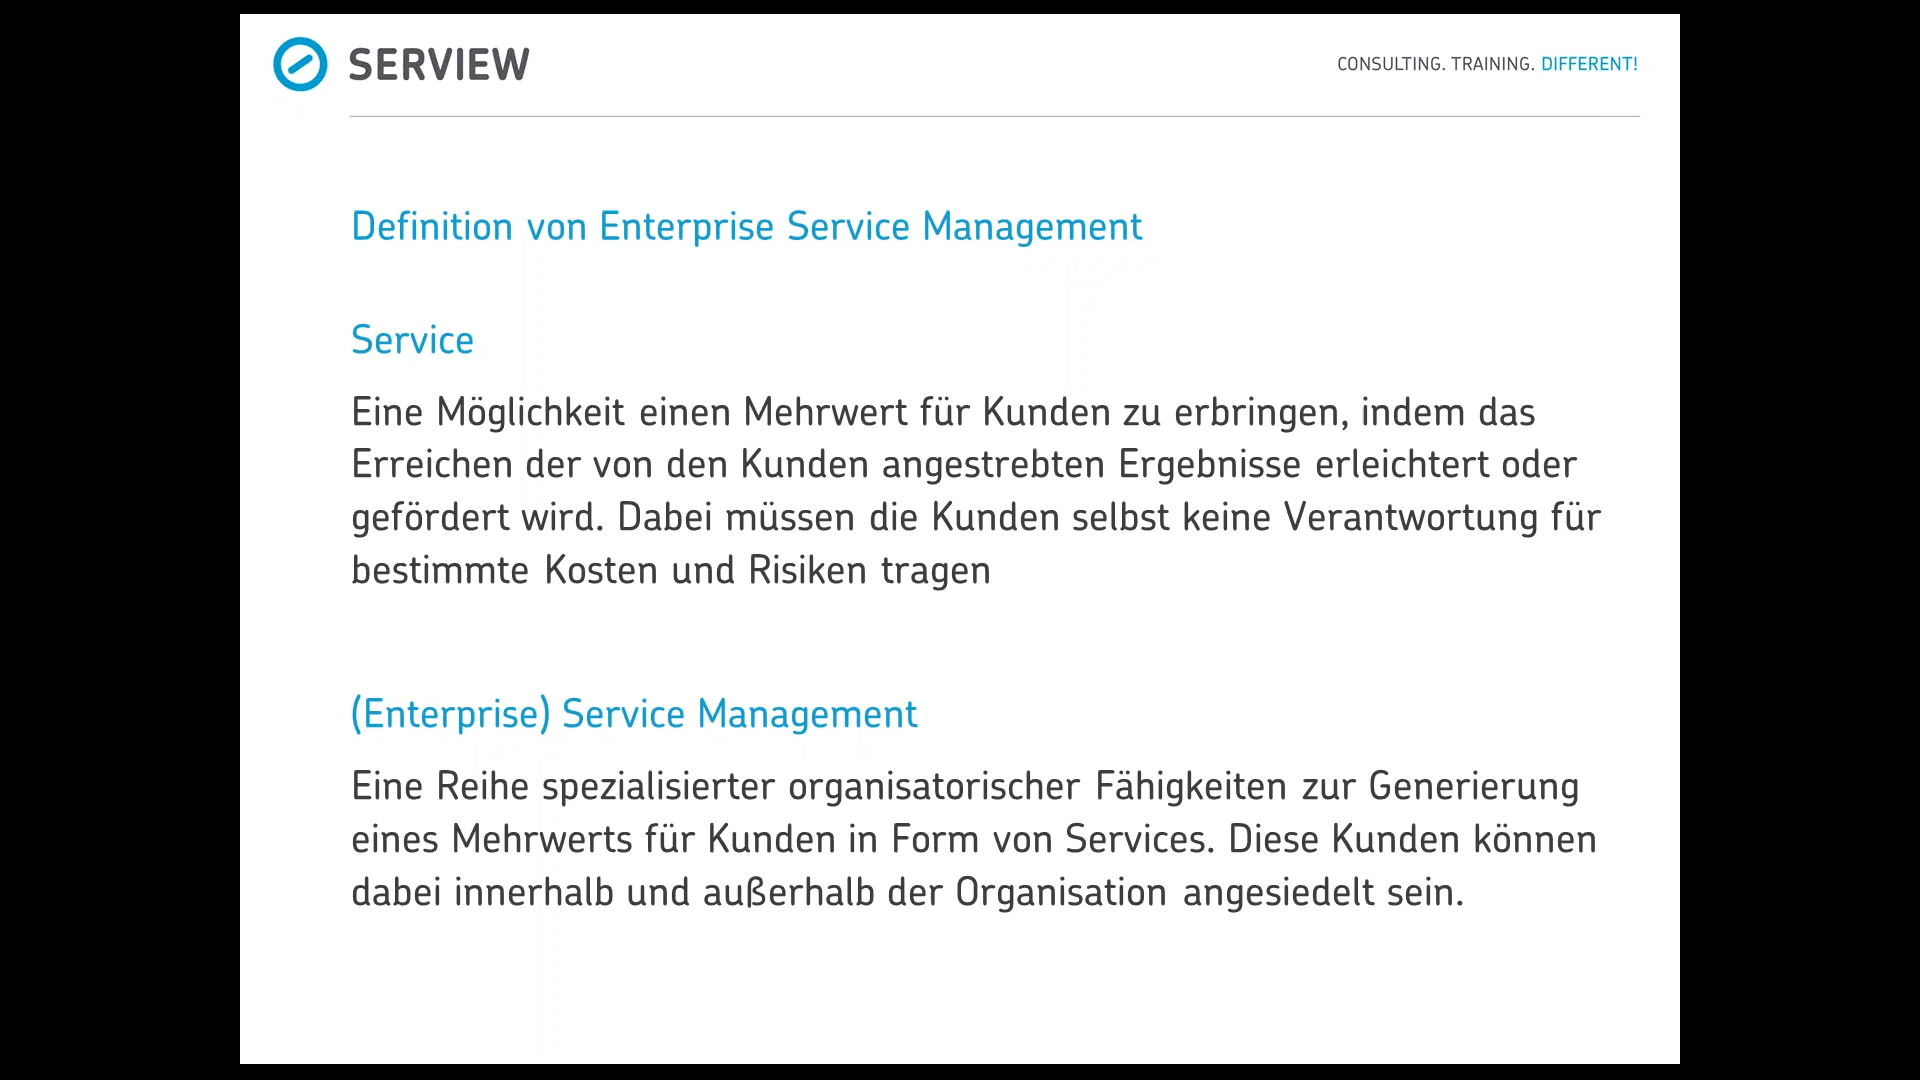 SERVIEW
CONSULTING. TRAINING. DIFFERENT!
Definition von Enterprise Service Management
Service
Eine Möglichkeit einen Mehrwert für Kunden zu erbringen, indem das
Erreichen der von den Kunden angestrebten Ergebnisse erleichtert oder
gefördert wird. Dabei müssen die Kunden selbst keine Verantwortung für
bestimmte Kosten und Risiken tragen
(Enterprise) Service Management
Eine Reihe spezialisierter organisatorischer Fähigkeiten zur Generierung
eines Mehrwerts für Kunden in Form von Services. Diese Kunden können
dabei innerhalb und außerhalb der Organisation angesiedelt sein.